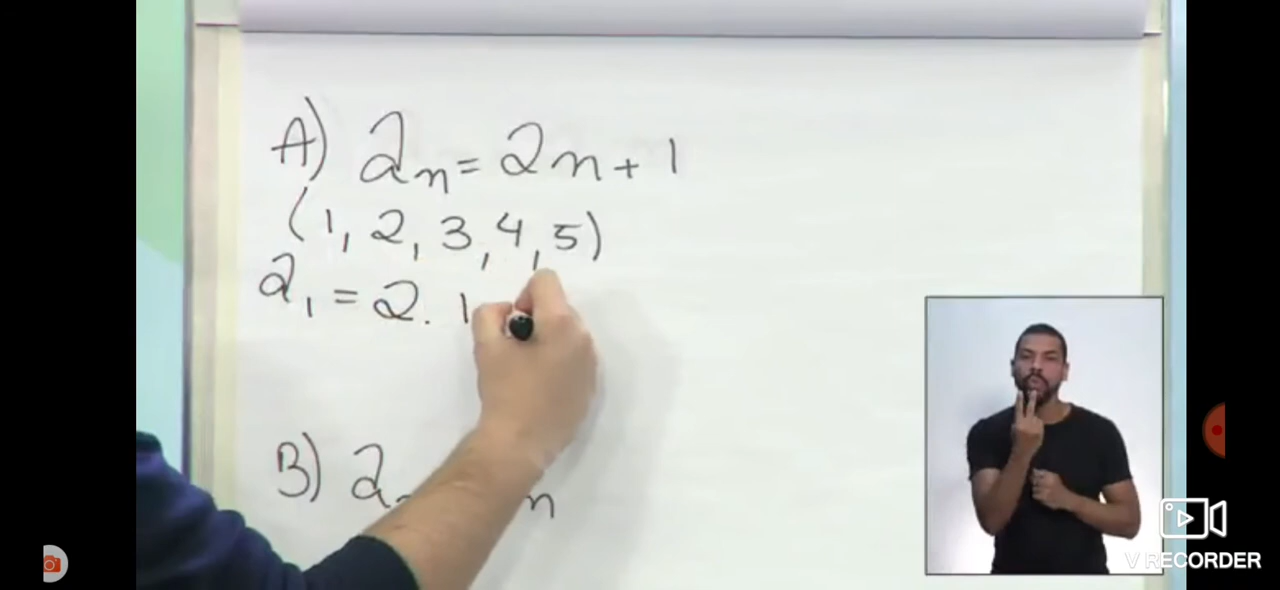 A) aₙ = 2n + 1
(1, 2, 3, 4, 5)
a₁ = 2. 1
B) a n
V RECORDER